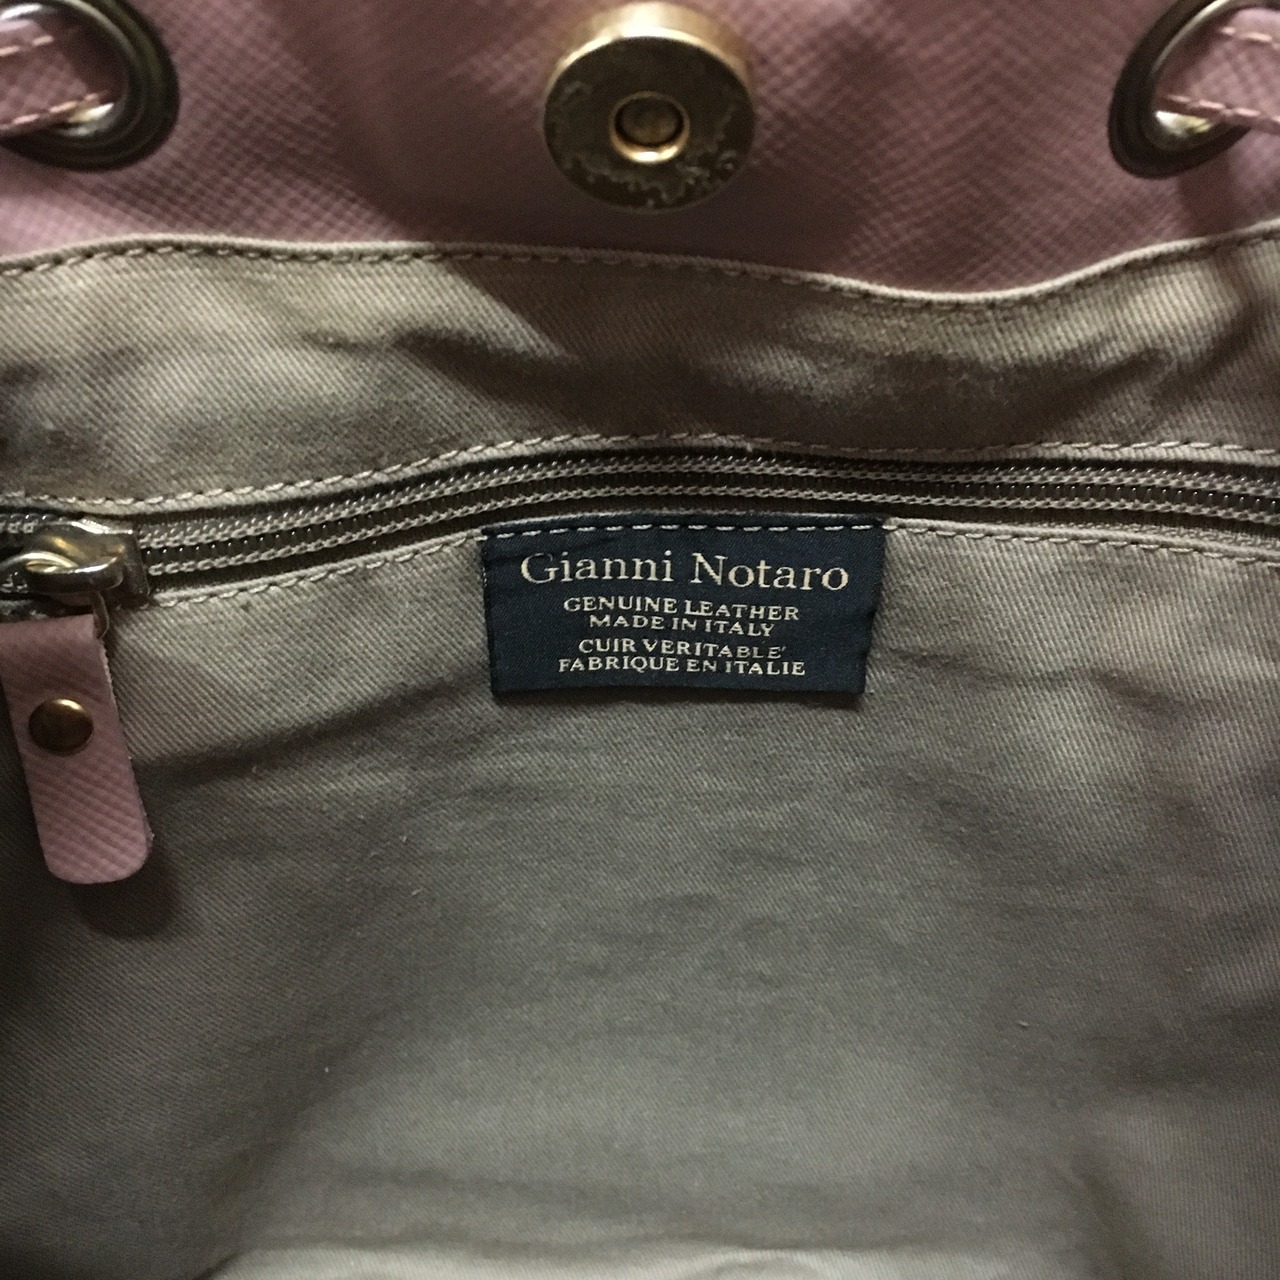 Gianni Notaro
GENUINE LEATHER
MADE IN ITALY
CUIR VERITABLE'
FABRIQUE EN ITALIE